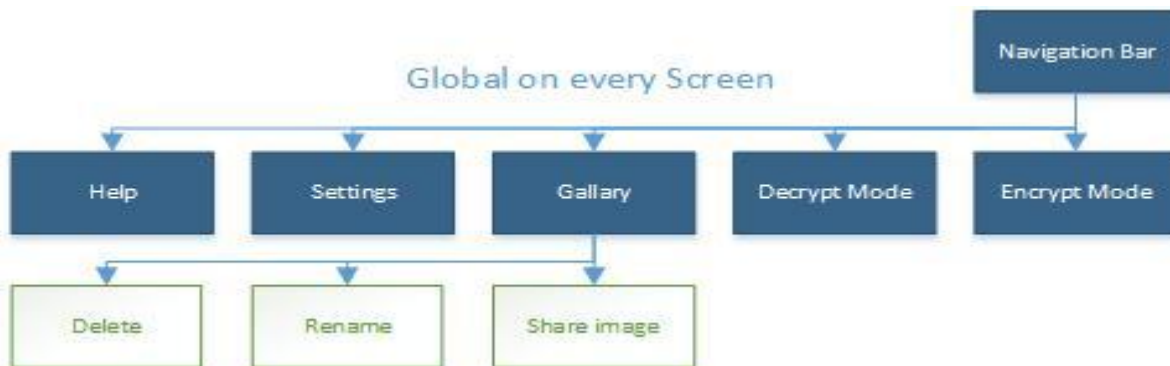 Navigation Bar
Global on every Screen
Help
Settings
Gallary
Decrypt Mode
Encrypt Mode
Delete
Rename
Share image